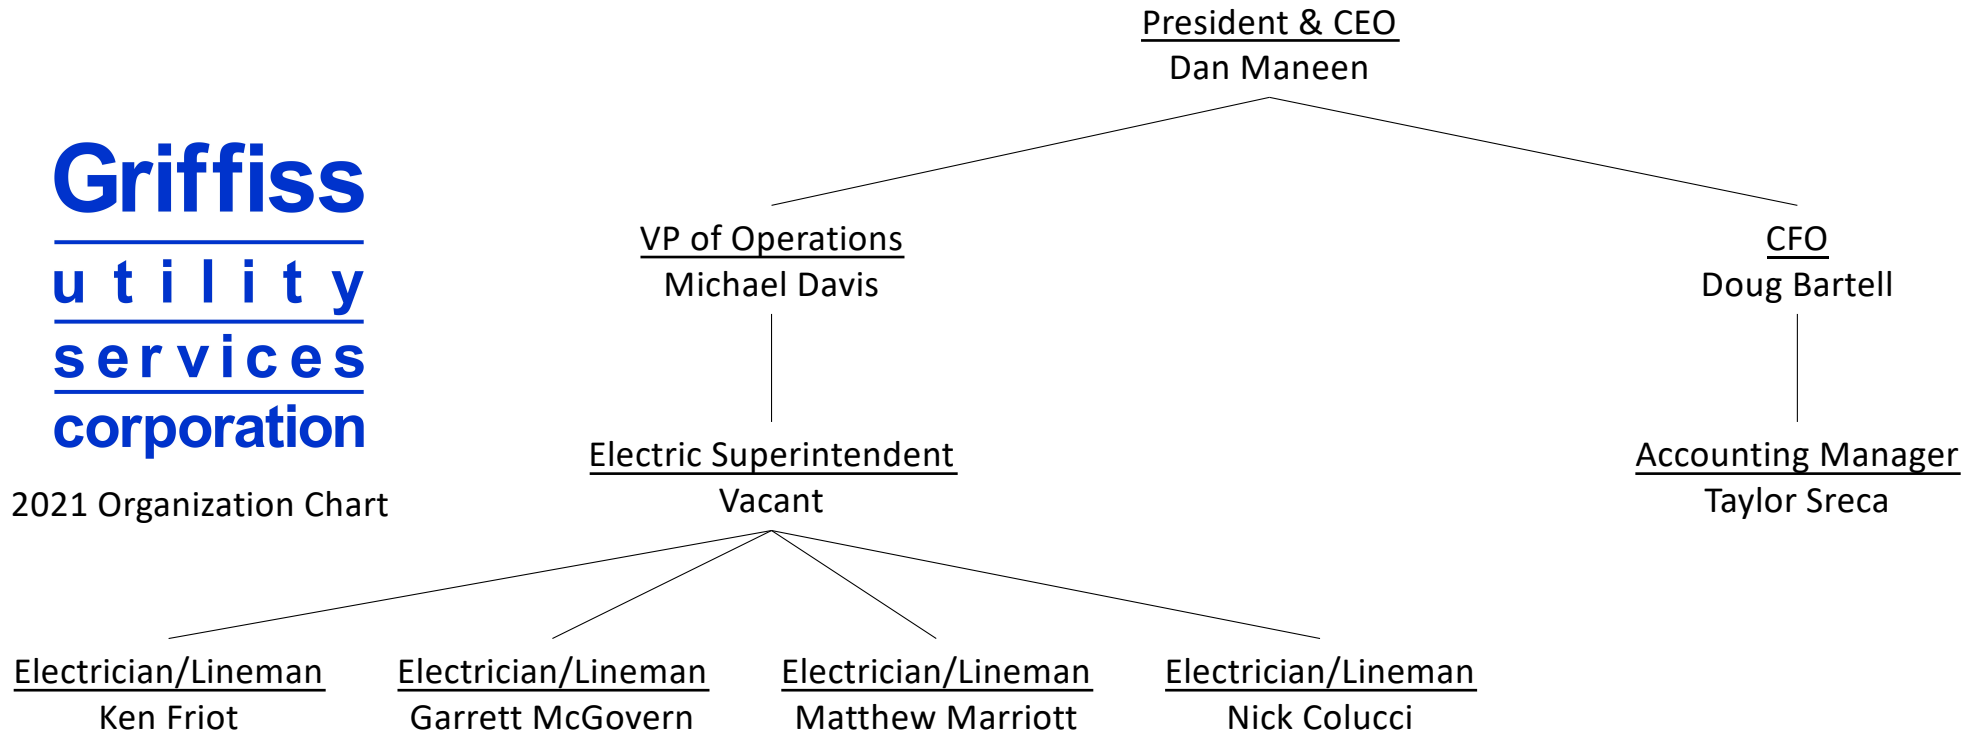 President & CEO
Dan Maneen
Griffiss
utility
services
corporation
2021 Organization Chart
VP of Operations
Michael Davis
CFO
Doug Bartell
Electric Superintendent
Vacant
Accounting Manager
Taylor Sreca
Electrician/Lineman
Ken Friot
Electrician/Lineman
Garrett McGovern
Electrician/Lineman
Matthew Marriott
Electrician/Lineman
Nick Colucci